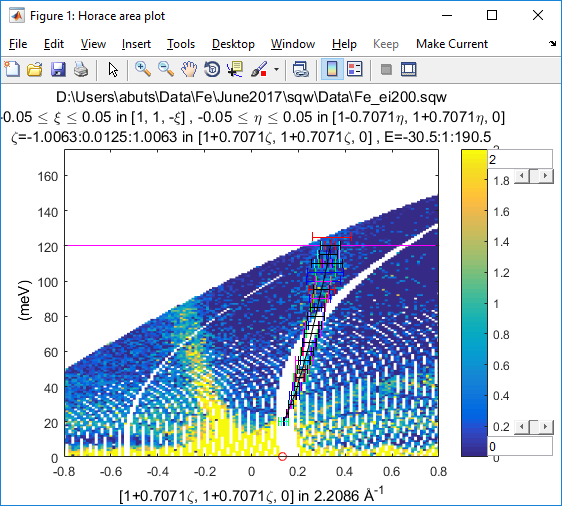 Figure 1: Horace area plot
File Edit View Insert Tools Desktop Window Help Keep Make Current
D:\Users\abuts\Data\Fe\June2017\sqw\Data\Fe_ei200.sqw
-0.05 ≤ ξ ≤ 0.05 in [1, 1, -ξ] , -0.05 ≤ η ≤ 0.05 in [1-0.7071η, 1+0.7071η, 0]
ζ=-1.0063:0.0125:1.0063 in [1+0.7071ζ, 1+0.7071ζ, 0] , E=-30.5:1:190.5
160
140
120
100
80
60
40
20
0
(meV)
-0.8 -0.6 -0.4 -0.2 0 0.2 0.4 0.6 0.8
[1+0.7071ζ, 1+0.7071ζ, 0] in 2.2086 Å-1
2
2
1.8
1.6
1.4
1.2
1
0.8
0.6
0.4
0.2
0
0